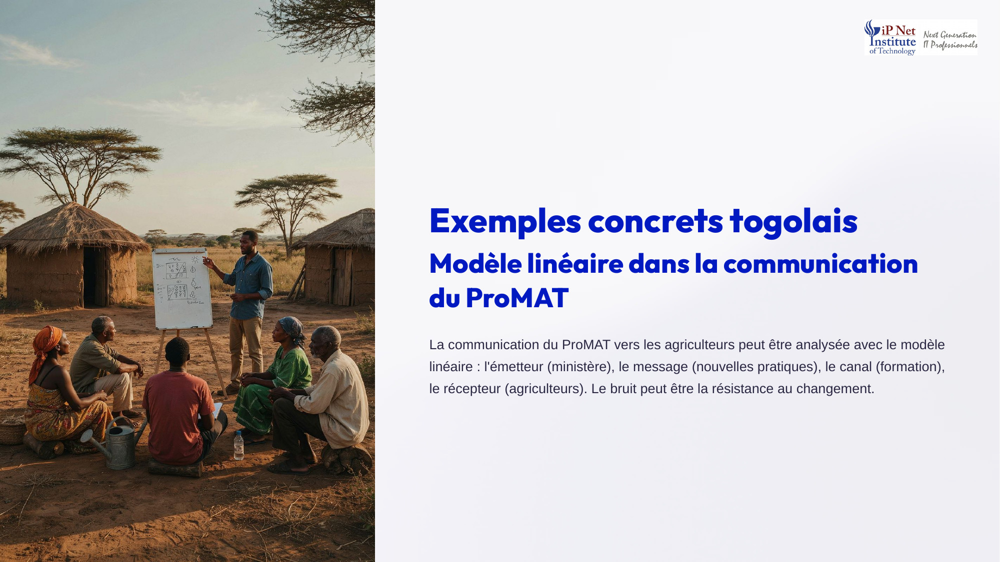 iP Net
Institute
of Technology
Next Generation
IT Professionnels
Exemples concrets togolais
Modèle linéaire dans la communication
du ProMAT
La communication du ProMAT vers les agriculteurs peut être analysée avec le modèle
linéaire : l'émetteur (ministère), le message (nouvelles pratiques), le canal (formation),
le récepteur (agriculteurs). Le bruit peut être la résistance au changement.